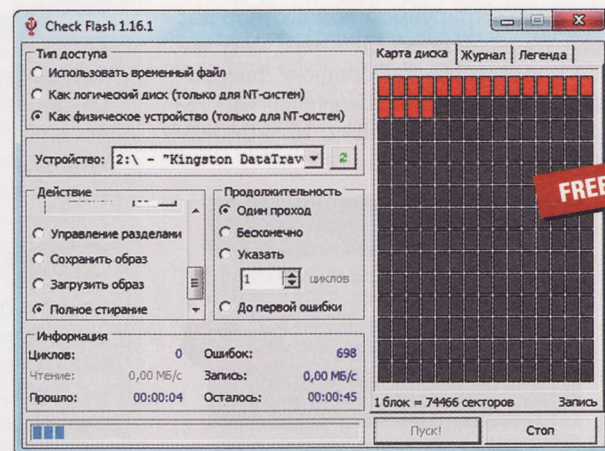 Check Flash 1.16.1
Тип доступа
Использовать временный файл
Как логический диск (только для NT-систем)
Как физическое устройство (только для NT-систем)
Устройство: 2:\ - "Kingston DataTrav
Действие
Управление разделами
Сохранить образ
Загрузить образ
Полное стирание
Продолжительность
Один проход
Бесконечно
Указать
1 циклов
До первой ошибки
Информация
Циклов: 0 Ошибок: 698
Чтение: 0,00 МБ/с Запись: 0,00 МБ/с
Прошло: 00:00:04 Осталось: 00:00:45
Карта диска Журнал Легенда
FREE
1 блок = 74466 секторов Запись
Пуск! Стоп